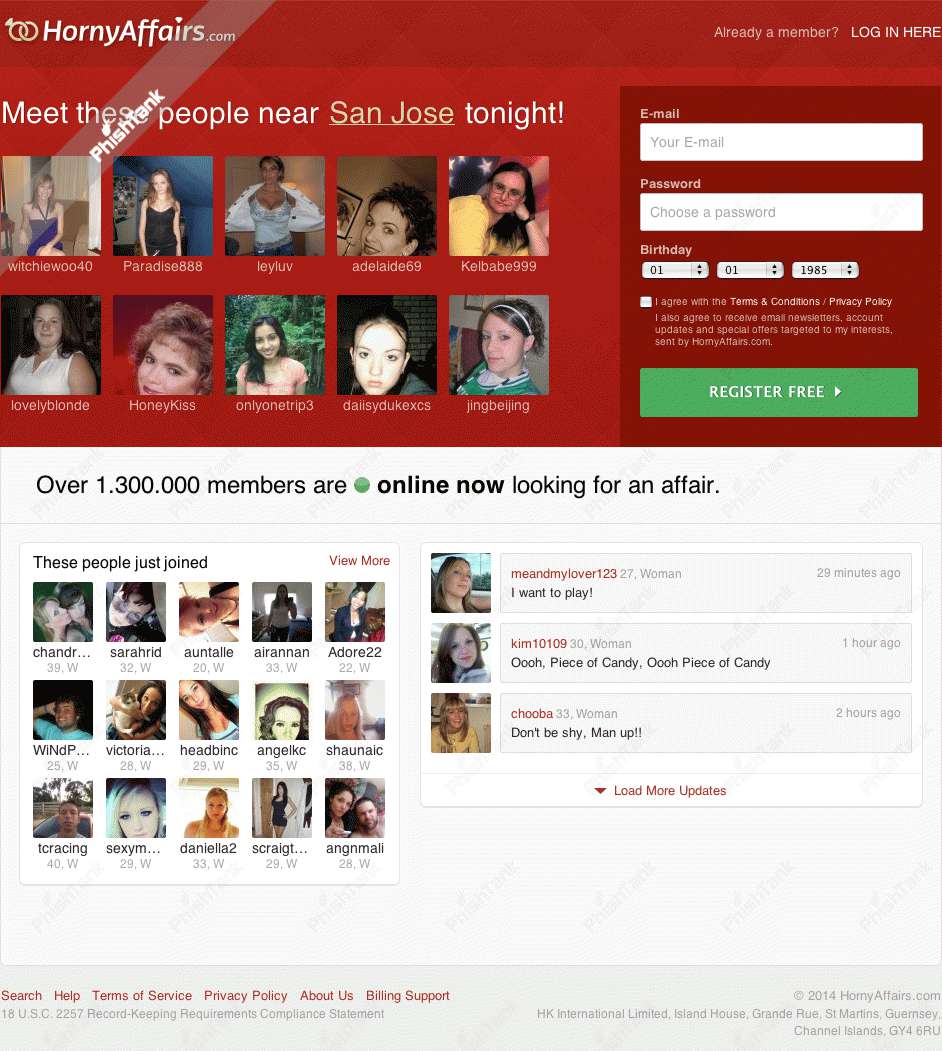 HornyAffairs.com
Already a member? LOG IN HERE
PhishTank
Meet these people near San Jose tonight!
witchiewoo40
Paradise888
leyluv
adelaide69
Kelbabe999
lovelyblonde
HoneyKiss
onlyonetrip3
daiisydukexcs
jingbeijing
E-mail
Your E-mail
Password
Choose a password
Birthday
01 01 1985
I agree with the Terms & Conditions / Privacy Policy
I also agree to receive email newsletters, account
updates and special offers targeted to my interests,
sent by HornyAffairs.com.
REGISTER FREE
Over 1.300.000 members are online now looking for an affair.
These people just joined
View More
chandr...
39, W
sarahrid
32, W
auntalle
20, W
airannan
33, W
Adore22
22, W
WiNdP...
25, W
victoria...
28, W
headbinc
29, W
angelkc
35, W
shaunaic
38, W
tcracing
40, W
sexym...
29, W
daniella2
33, W
scraigt...
29, W
angnmali
28, W
meandmylover123 27, Woman
29 minutes ago
I want to play!
kim10109 30, Woman
1 hour ago
Oooh, Piece of Candy, Oooh Piece of Candy
chooba 33, Woman
2 hours ago
Don't be shy, Man up!!
Load More Updates
Search Help Terms of Service Privacy Policy About Us Billing Support
18 U.S.C. 2257 Record-Keeping Requirements Compliance Statement
© 2014 HornyAffairs.com
HK International Limited, Island House, Grande Rue, St Martins, Guernsey,
Channel Islands, GY4 6RU